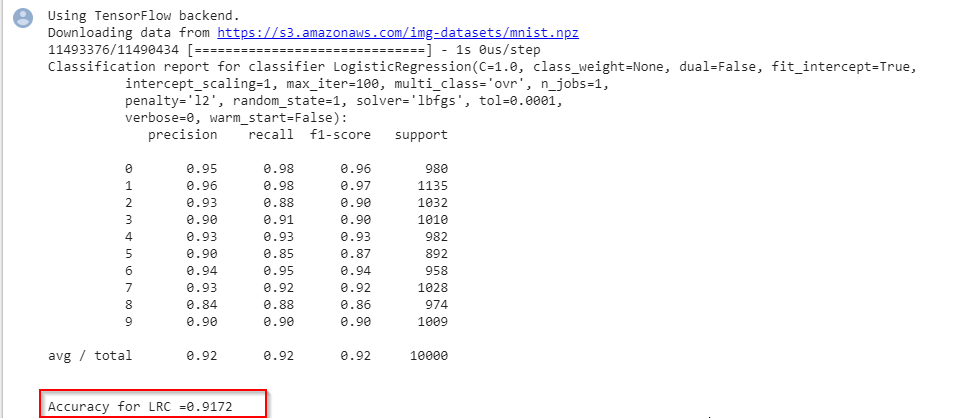 Using TensorFlow backend.
Downloading data from https://s3.amazonaws.com/img-datasets/mnist.npz
11493376/11490434 [==============================] - 1s 0us/step
Classification report for classifier LogisticRegression(C=1.0, class_weight=None, dual=False, fit_intercept=True,
          intercept_scaling=1, max_iter=100, multi_class='ovr', n_jobs=1,
          penalty='l2', random_state=1, solver='lbfgs', tol=0.0001,
          verbose=0, warm_start=False):
             precision    recall  f1-score   support
          0       0.95      0.98      0.96       980
          1       0.96      0.98      0.97      1135
          2       0.93      0.88      0.90      1032
          3       0.90      0.91      0.90      1010
          4       0.93      0.93      0.93       982
          5       0.90      0.85      0.87       892
          6       0.94      0.95      0.94       958
          7       0.93      0.92      0.92      1028
          8       0.84      0.88      0.86       974
          9       0.90      0.90      0.90      1009
avg / total       0.92      0.92      0.92     10000
Accuracy for LRC =0.9172